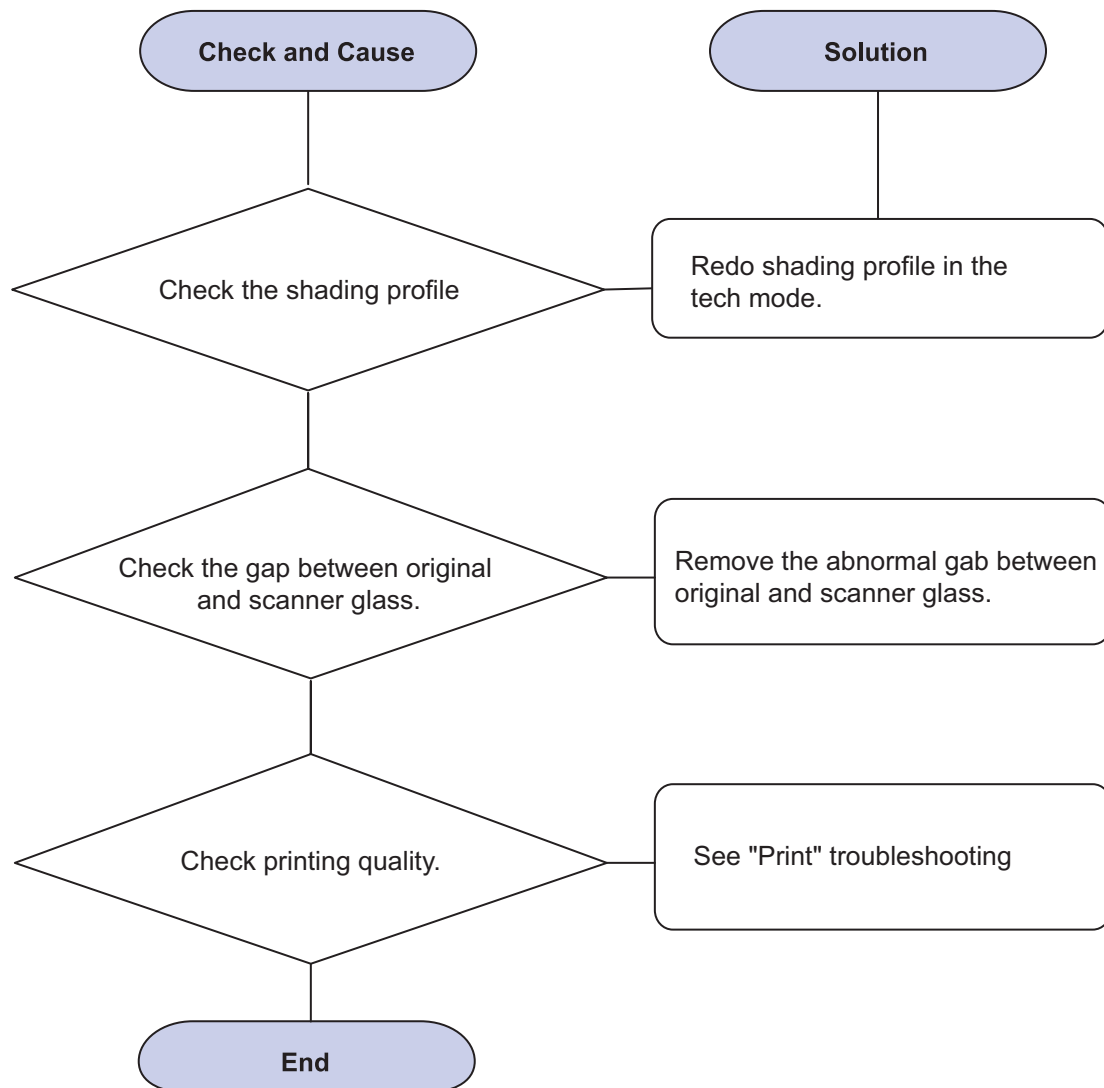 Check and Cause
Solution
Check the shading profile
Redo shading profile in the
tech mode.
Check the gap between original
and scanner glass.
Remove the abnormal gab between
original and scanner glass.
Check printing quality.
See "Print" troubleshooting
End